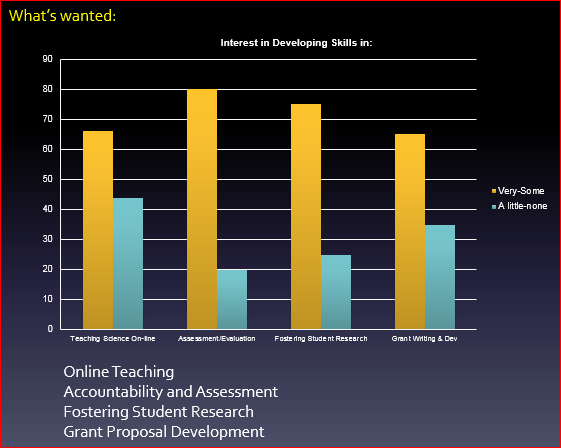 What's wanted:
Interest in Developing Skills in:
90
80
70
60
50
40
30
20
10
0
Very-Some
A little-none
Teaching Science On-line
Assessment/Evaluation
Fostering Student Research
Grant Writing & Dev
Online Teaching
Accountability and Assessment
Fostering Student Research
Grant Proposal Development